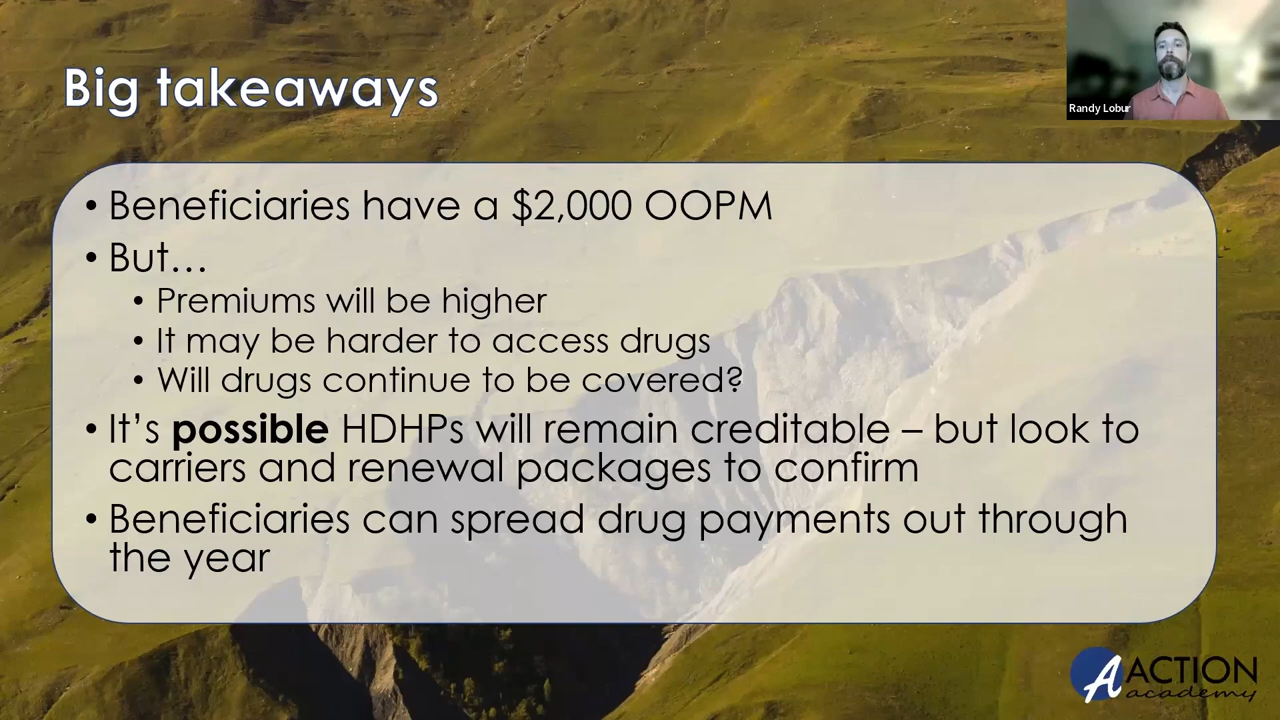 Big takeaways
Randy Lobur
• Beneficiaries have a $2,000 OOPM
• But…
• Premiums will be higher
• It may be harder to access drugs
• Will drugs continue to be covered?
• It’s possible HDHPs will remain creditable – but look to
carriers and renewal packages to confirm
• Beneficiaries can spread drug payments out through
the year
A ACTION
academy